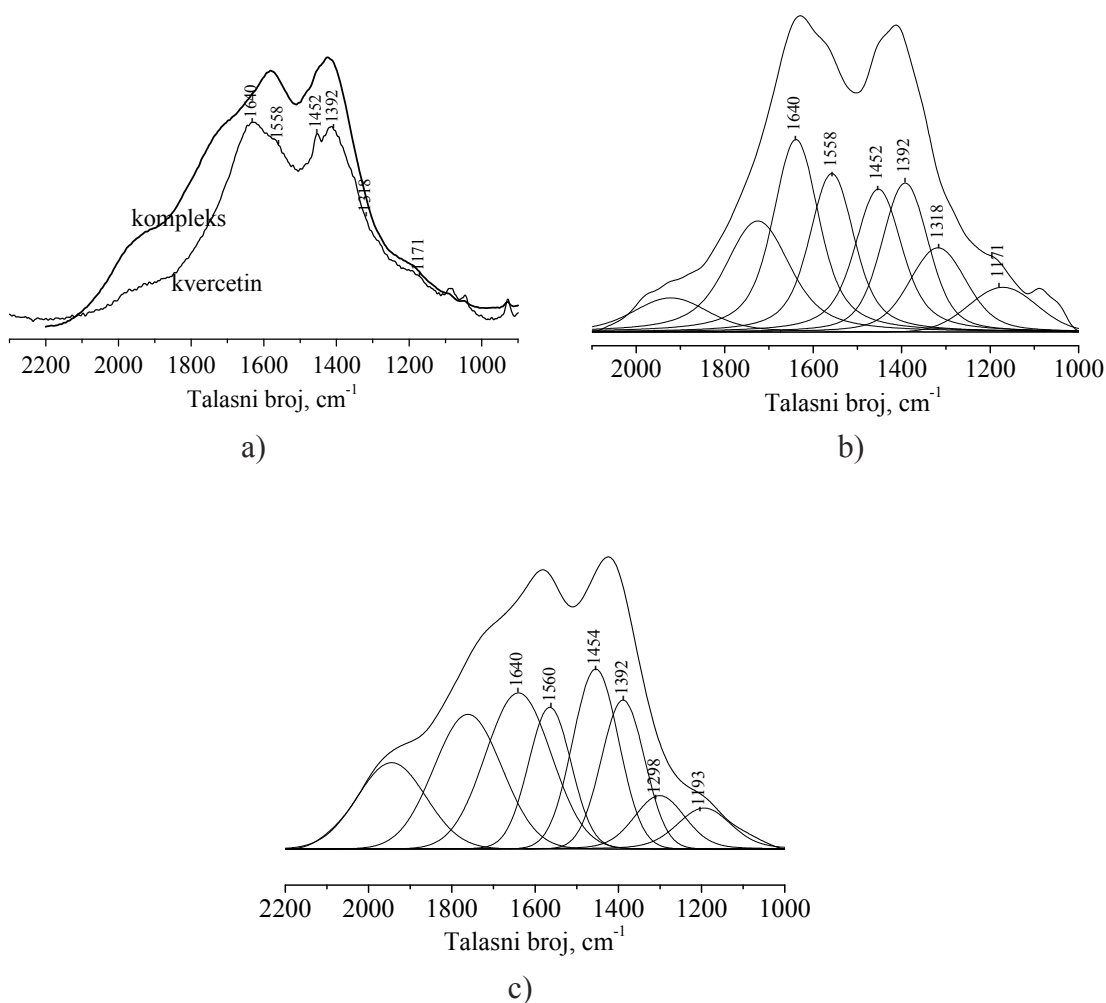 1640
1558
1452
1392
1318
1171
kompleks
kvercetin
2200 2000 1800 1600 1400 1200 1000
Talasni broj, cm-1
a)
1640
1558
1452
1392
1318
1171
2000 1800 1600 1400 1200 1000
Talasni broj, cm-1
b)
1640
1560
1454
1392
1298
1193
2200 2000 1800 1600 1400 1200 1000
Talasni broj, cm-1
c)